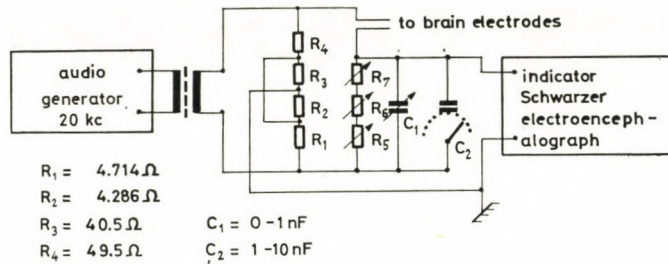 to brain electrodes
audio
generator
20 kc
R4
R3
R2
R1
R7
R6
R5
C1
C2
indicator
Schwarzer
electroenceph-
alograph
R1 = 4.714 Ω
R2 = 4.286 Ω
R3 = 40.5 Ω
R4 = 49.5 Ω
C1 = 0-1 nF
C2 = 1-10 nF